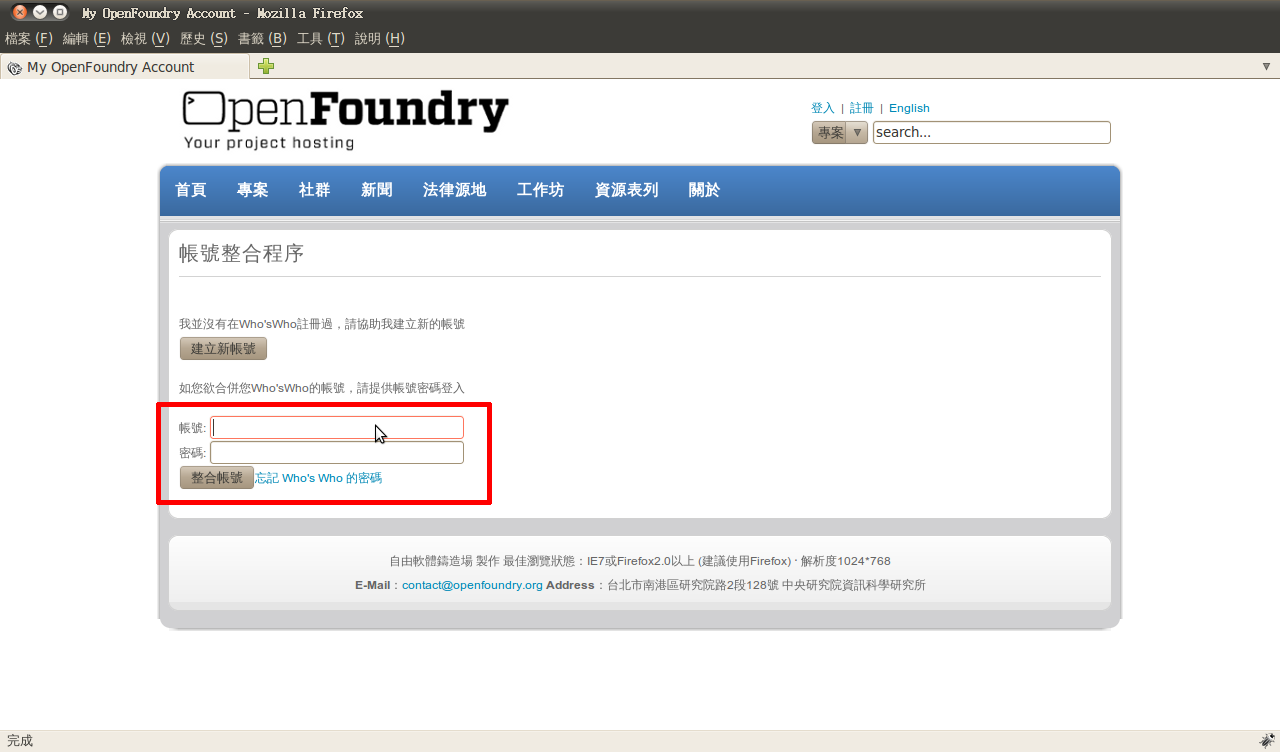 My OpenFoundry Account - Mozilla Firefox
檔案 (F) 編輯 (E) 檢視 (V) 歷史 (S) 書籤 (B) 工具 (T) 說明 (H)
My OpenFoundry Account
OpenFoundry
Your project hosting
登入 | 註冊 | English
專案 search...
首頁 專案 社群 新聞 法律源地 工作坊 資源表列 關於
帳號整合程序
我並沒有在Who'sWho註冊過，請協助我建立新的帳號
建立新帳號
如您欲合併您Who'sWho的帳號，請提供帳號密碼登入
帳號:
密碼:
整合帳號 忘記 Who's Who 的密碼
自由軟體鑄造場 製作 最佳瀏覽狀態：IE7或Firefox2.0以上 (建議使用Firefox)‧解析度1024*768
E-Mail：contact@openfoundry.org Address：台北市南港區研究院路2段128號 中央研究院資訊科學研究所
完成